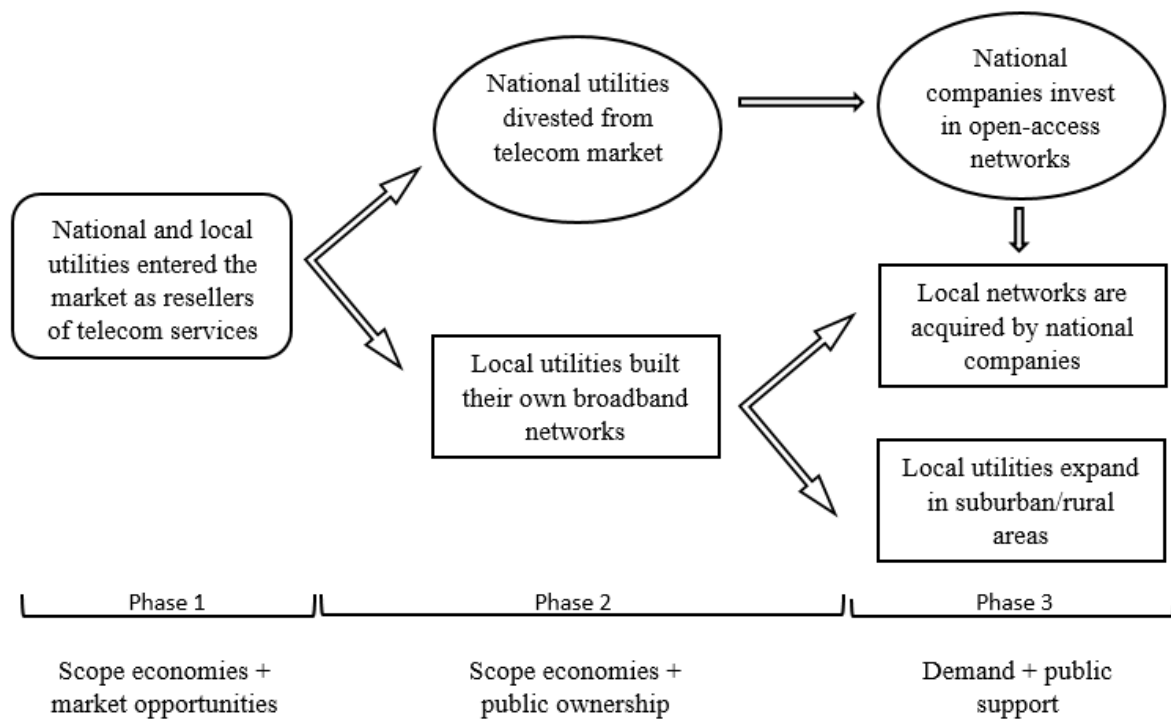 National and local
utilities entered the
market as resellers
of telecom services
National utilities
divested from
telecom market
Local utilities built
their own broadband
networks
National
companies invest
in open-access
networks
Local networks are
acquired by national
companies
Local utilities expand
in suburban/rural
areas
Phase 1
Phase 2
Phase 3
Scope economies +
market opportunities
Scope economies +
public ownership
Demand + public
support